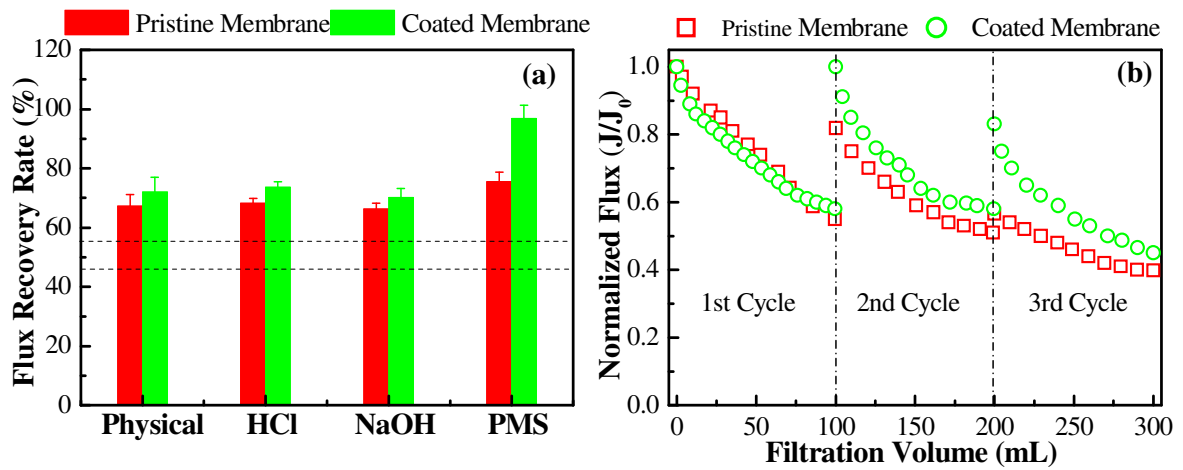 Pristine Membrane Coated Membrane
(a)
Flux Recovery Rate (%)
120
100
80
60
40
20
0
Physical HCl NaOH PMS
Pristine Membrane Coated Membrane
(b)
Normalized Flux (J/J0)
1.0
0.8
0.6
0.4
0.2
0.0
1st Cycle 2nd Cycle 3rd Cycle
0 50 100 150 200 250 300
Filtration Volume (mL)